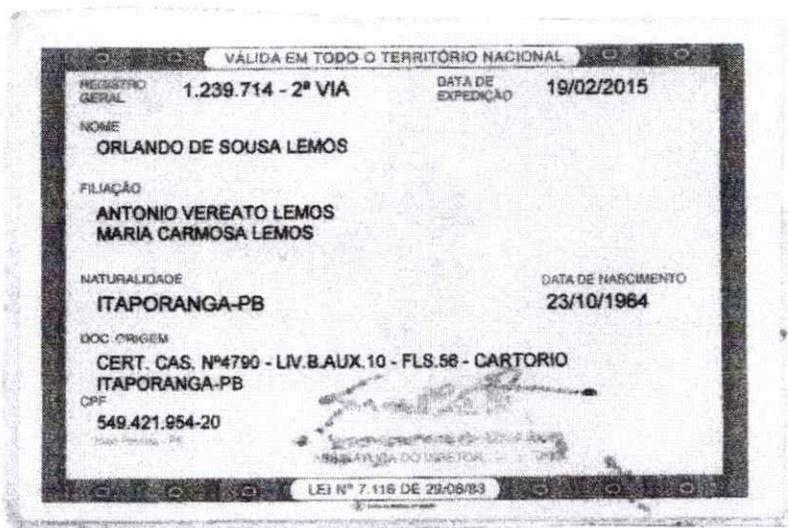 VÁLIDA EM TODO O TERRITÓRIO NACIONAL
REGISTRO GERAL 1.239.714 - 2ª VIA DATA DE EXPEDIÇÃO 19/02/2015
NOME
ORLANDO DE SOUSA LEMOS
FILIAÇÃO
ANTONIO VEREATO LEMOS
MARIA CARMOSA LEMOS
NATURALIDADE DATA DE NASCIMENTO
ITAPORANGA-PB 23/10/1964
DOC. ORIGEM
CERT. CAS. Nº4790 - LIV.B.AUX.10 - FLS.56 - CARTORIO
ITAPORANGA-PB
CPF
549.421.954-20
João Pessoa - PB
ASSINATURA DO DIRETOR
LEI Nº 7.116 DE 29/08/83